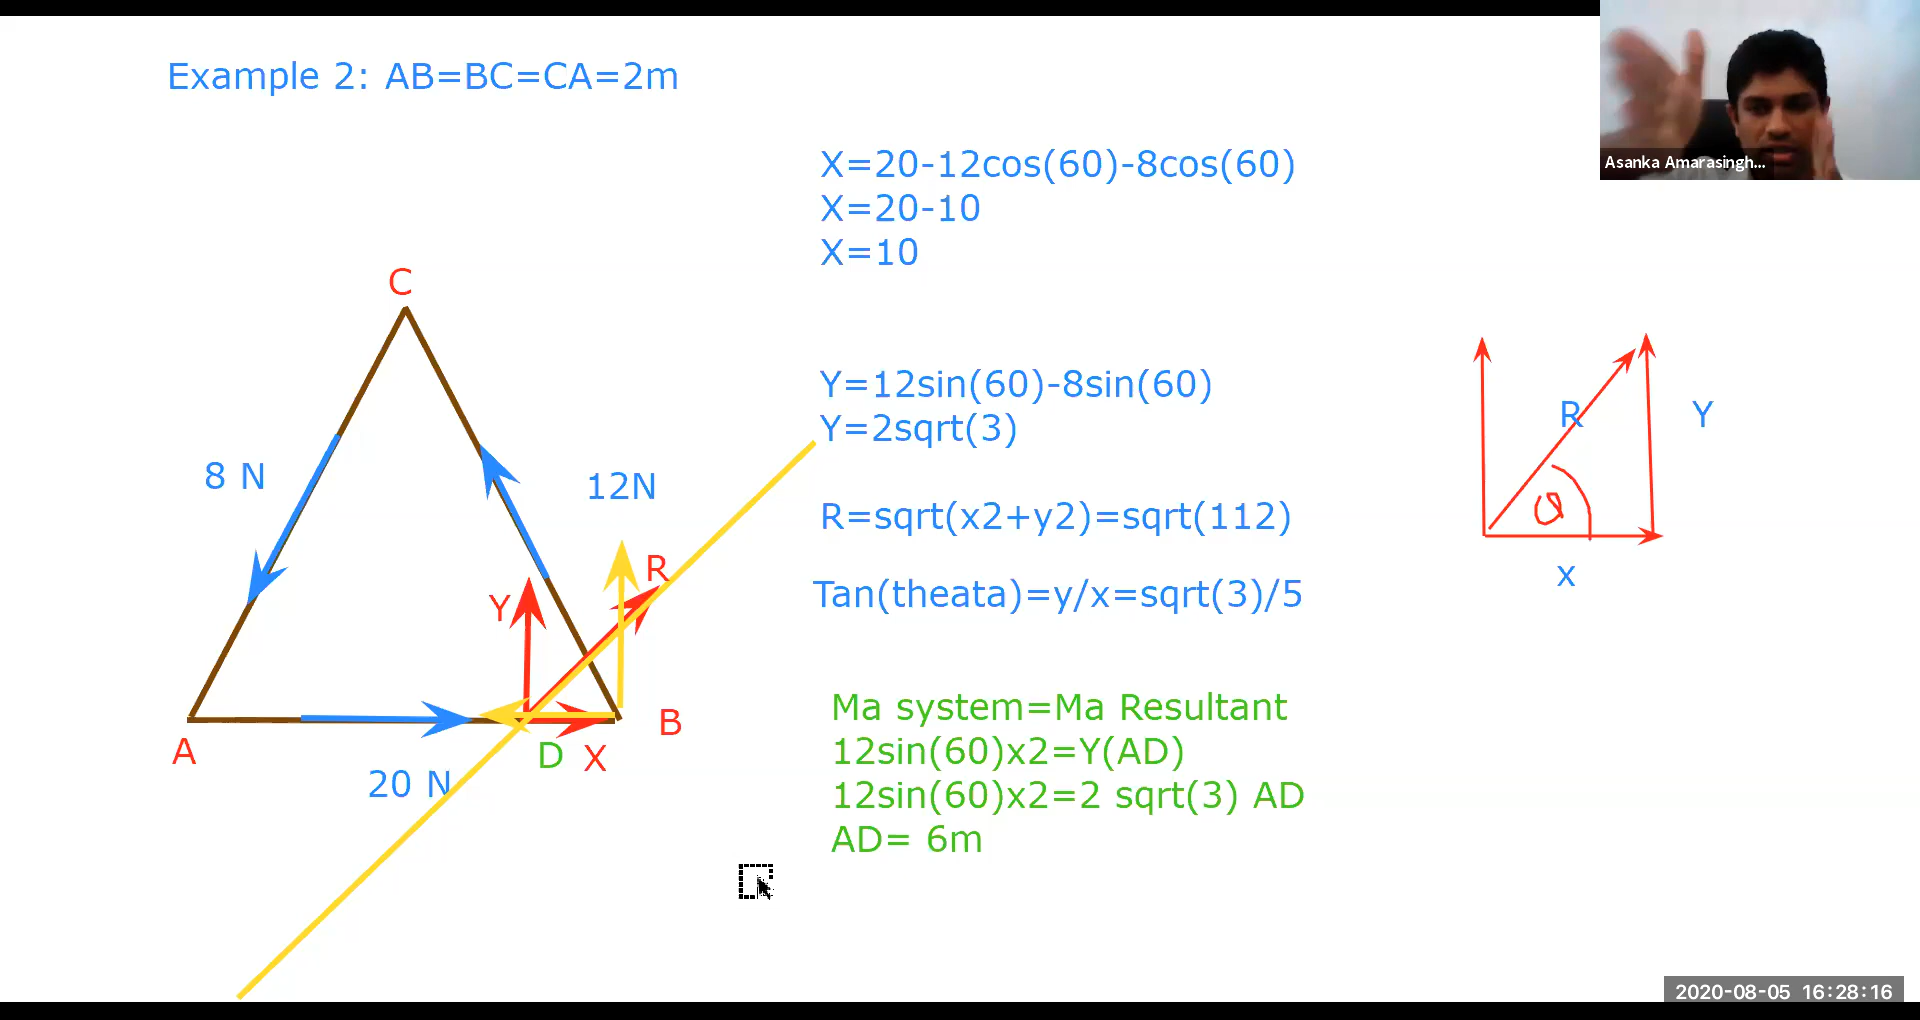 Example 2: AB=BC=CA=2m
Asanka Amarasingh...
X=20-12cos(60)-8cos(60)
X=20-10
X=10
C
Y=12sin(60)-8sin(60)
Y=2sqrt(3)
R
Y
8 N
12N
θ
R=sqrt(x2+y2)=sqrt(112)
R
x
Y
Tan(theata)=y/x=sqrt(3)/5
A
B
D
X
20 N
Ma system=Ma Resultant
12sin(60)x2=Y(AD)
12sin(60)x2=2 sqrt(3) AD
AD= 6m
2020-08-05 16:28:16